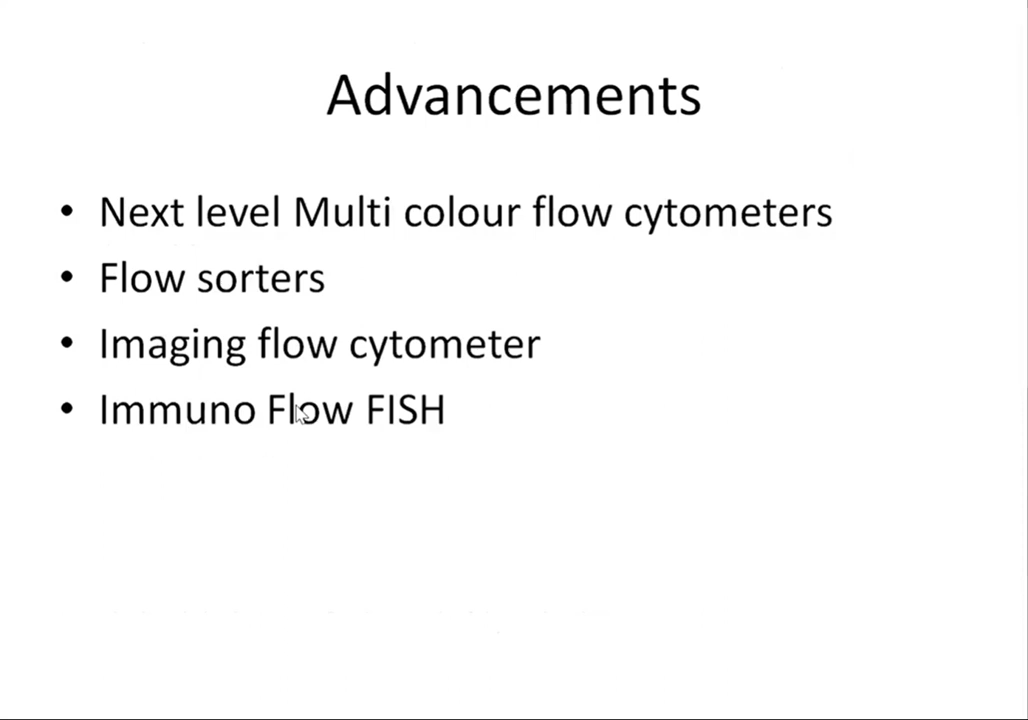 Advancements
• Next level Multi colour flow cytometers
• Flow sorters
• Imaging flow cytometer
• Immuno Flow FISH